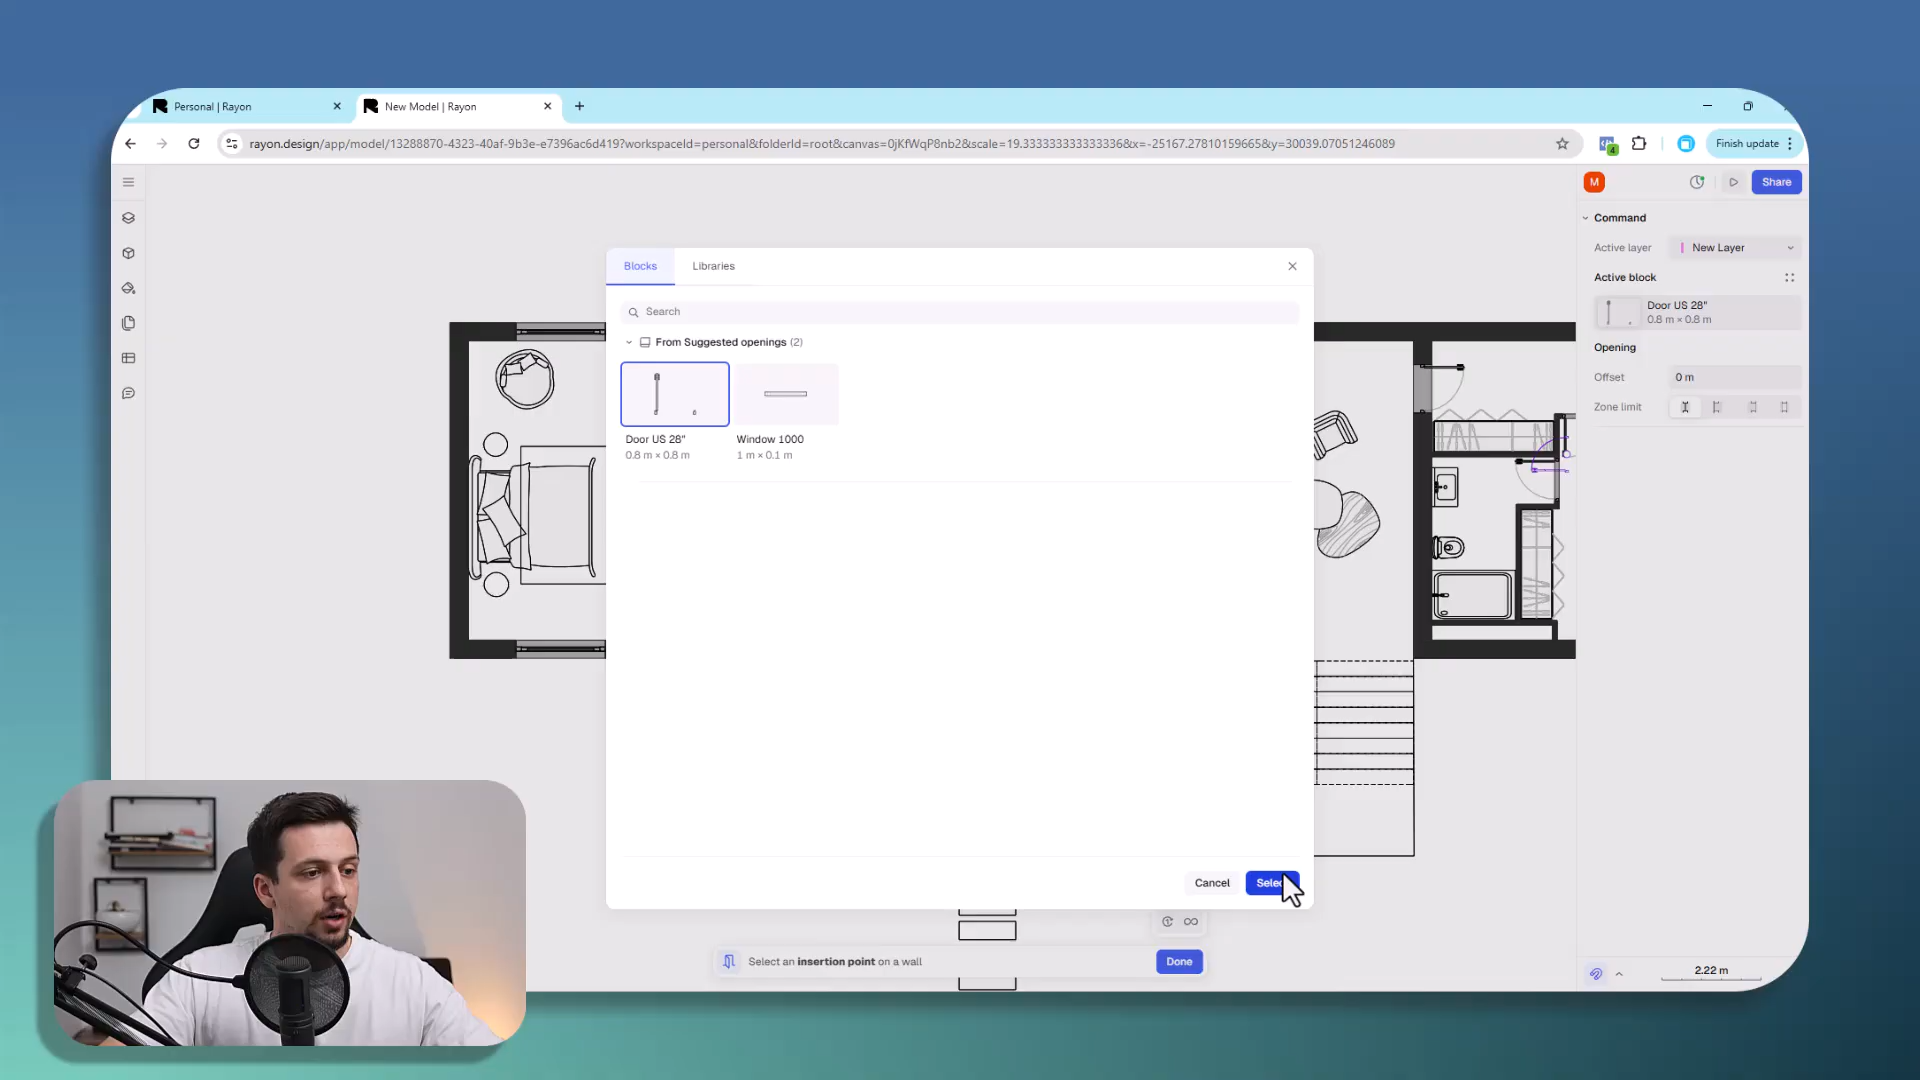 Personal | Rayon
New Model | Rayon
rayon.design/app/model/13288870-4323-40af-9b3e-e7396ac6d419?workspaceId=personal&folderId=root&canvas=0jKfWqP8nb2&scale=19.333333333333336&x=-25167.27810159665&y=30039.07051246089
4
Finish update
M
Share
Command
Active layer
New Layer
Active block
Door US 28"
0.8 m × 0.8 m
Opening
Offset
0 m
Zone limit
Blocks
Libraries
Search
From Suggested openings (2)
Door US 28"
0.8 m × 0.8 m
Window 1000
1 m × 0.1 m
Cancel
Select
Select an insertion point on a wall
Done
2.22 m